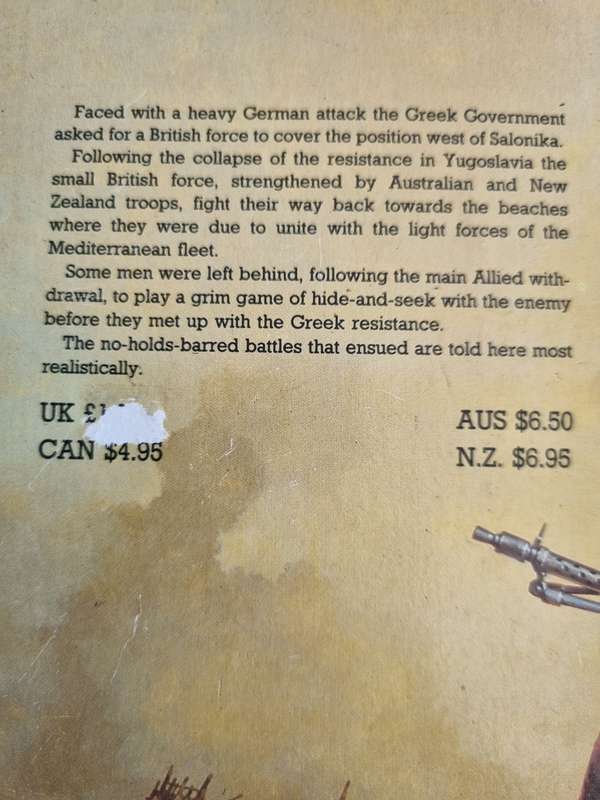 Faced with a heavy German attack the Greek Government
asked for a British force to cover the position west of Salonika.
Following the collapse of the resistance in Yugoslavia the
small British force, strengthened by Australian and New
Zealand troops, fight their way back towards the beaches
where they were due to unite with the light forces of the
Mediterranean fleet.
Some men were left behind, following the main Allied with-
drawal, to play a grim game of hide-and-seek with the enemy
before they met up with the Greek resistance.
The no-holds-barred battles that ensued are told here most
realistically.
UK
AUS $6.50
CAN $4.95
N.Z. $6.95